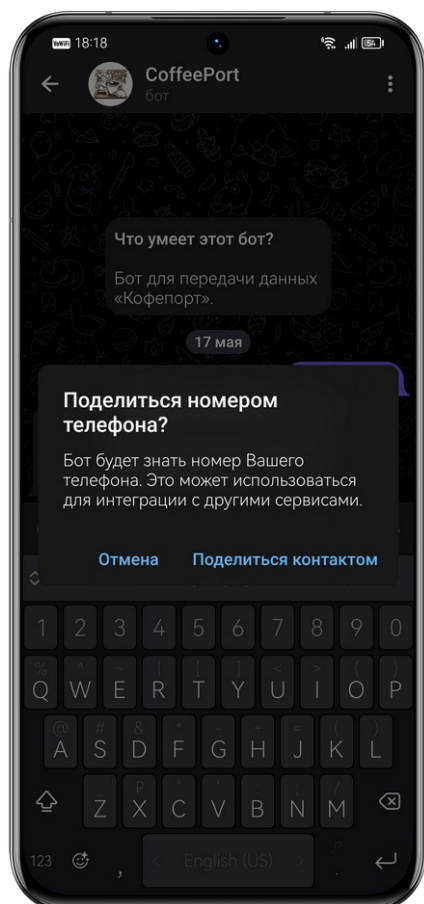 VoWiFi 18:18
CoffeePort
бот
Что умеет этот бот?
Бот для передачи данных
«Кофепорт».
17 мая
Поделиться номером
телефона?
Бот будет знать номер Вашего
телефона. Это может использоваться
для интеграции с другими сервисами.
Отмена Поделиться контактом
1 2 3 4 5 6 7 8 9 0
Q W E R T Y U I O P
A S D F G H J K L
Z X C V B N M
123 , < English (US) > .